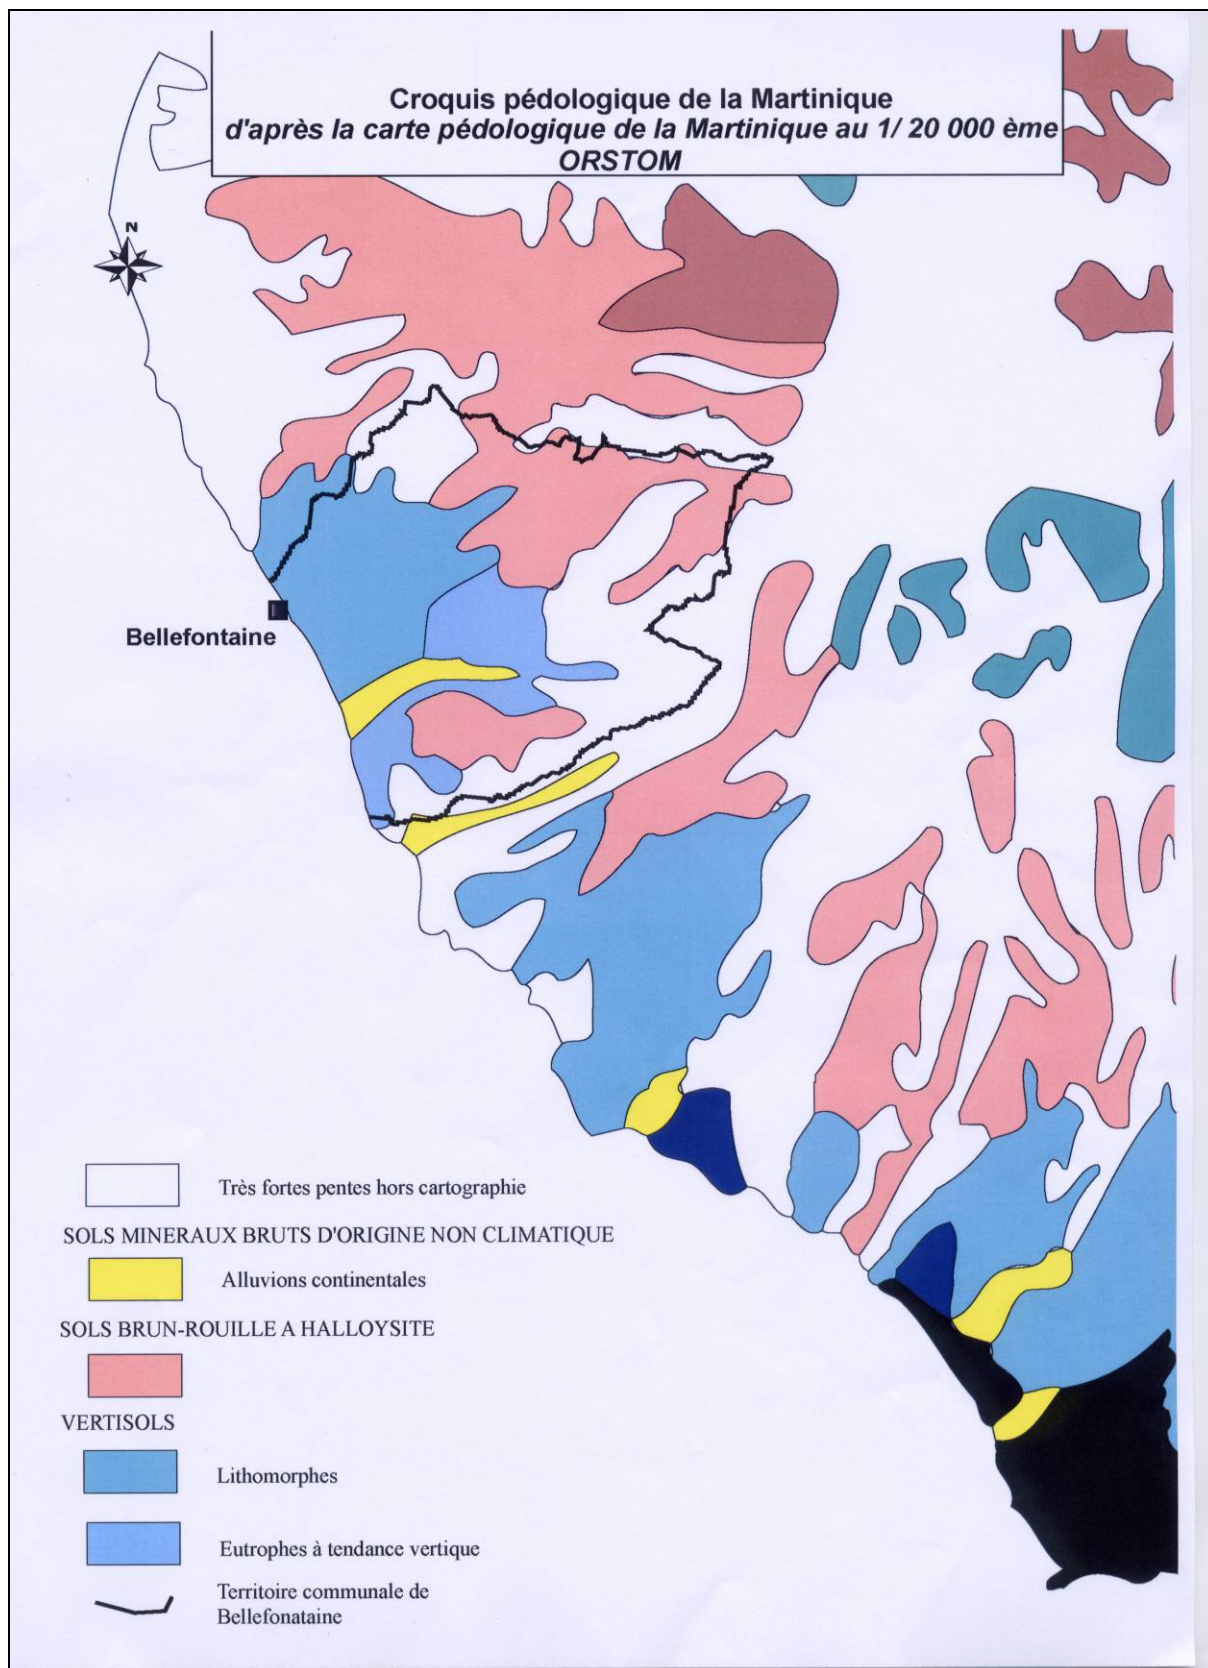 Croquis pédologique de la Martinique
d'après la carte pédologique de la Martinique au 1/ 20 000 ème
ORSTOM
N
Bellefontaine
Très fortes pentes hors cartographie
SOLS MINERAUX BRUTS D'ORIGINE NON CLIMATIQUE
Alluvions continentales
SOLS BRUN-ROUILLE A HALLOYSITE
VERTISOLS
Lithomorphes
Eutrophes à tendance vertique
Territoire communale de
Bellefonataine